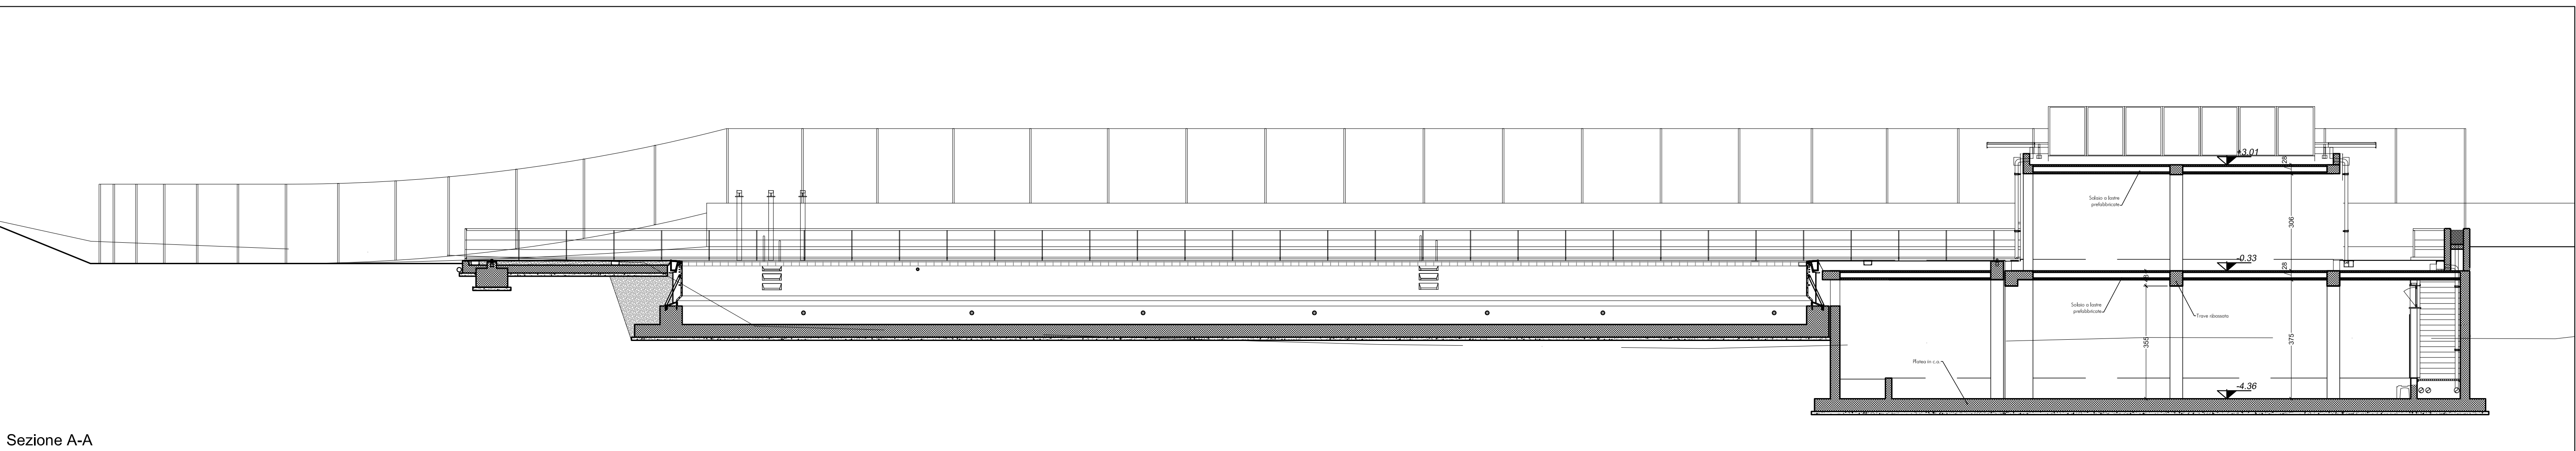 +3.01
28
Solaio a lastre
prefabbricate
306
-0.33
28
48
Solaio a lastre
prefabbricate
Trave ribassata
355
375
Platea in c.a.
-4.36
Sezione A-A